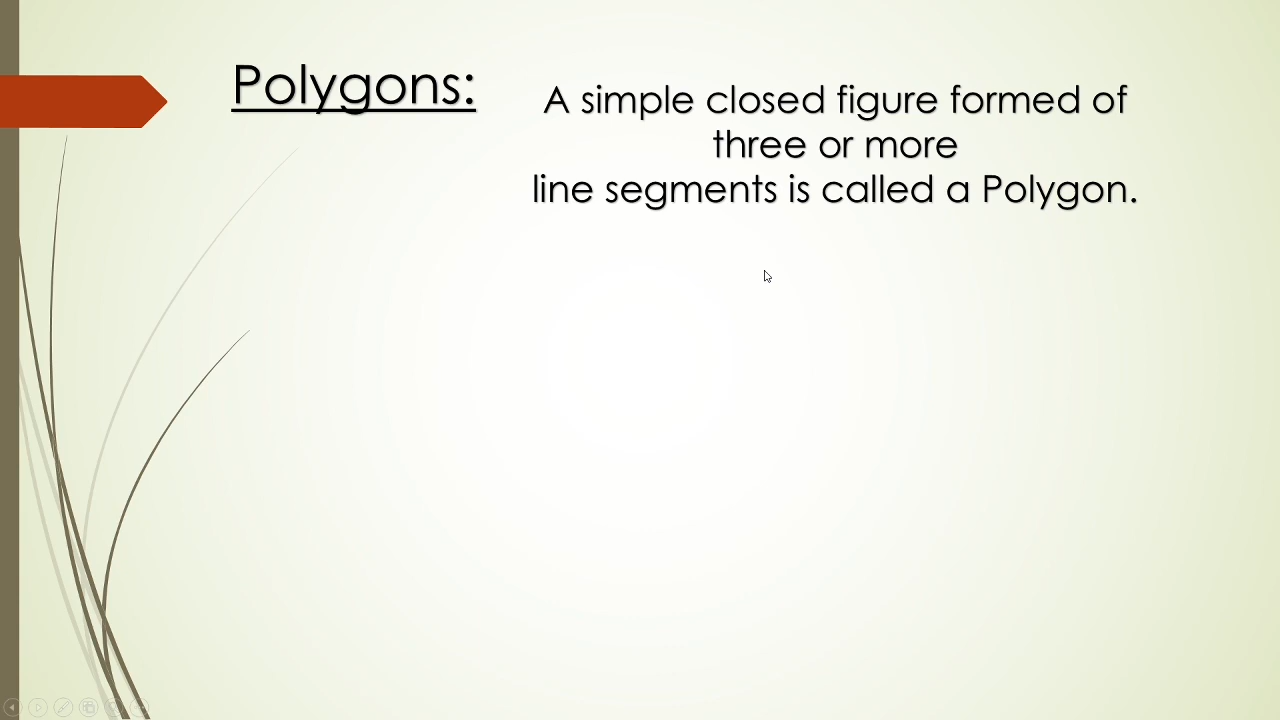 Polygons:
A simple closed figure formed of
three or more
line segments is called a Polygon.